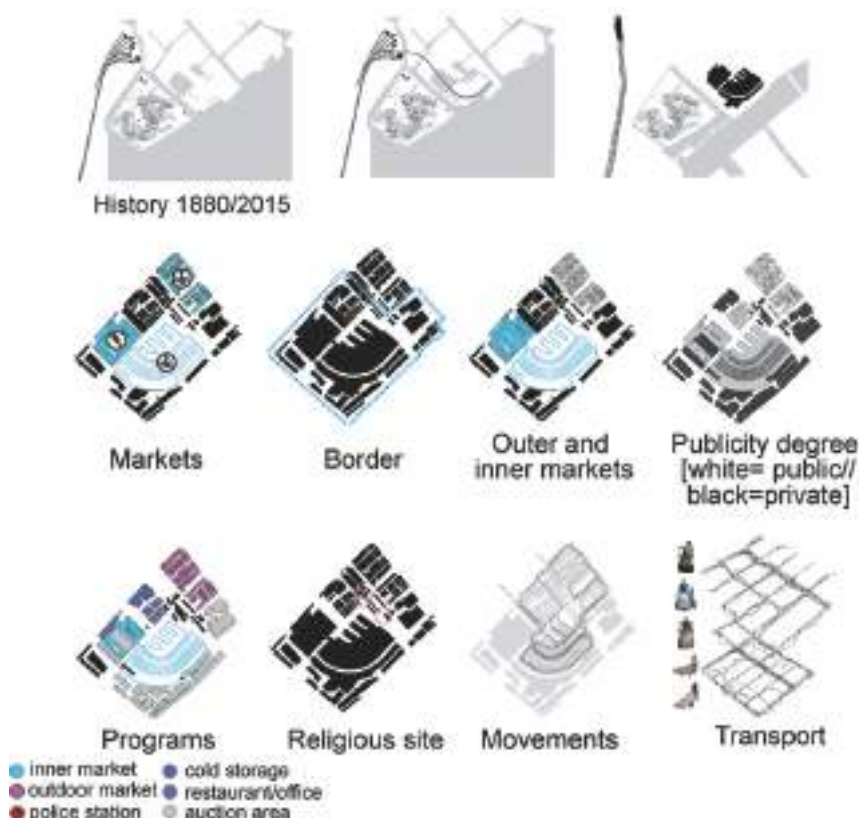 History 1880/2015
Markets
Border
Outer and
inner markets
Publicity degree
[white= public//
black=private]
Programs
Religious site
Movements
Transport
inner market
cold storage
outdoor market
restaurant/office
police station
auction area